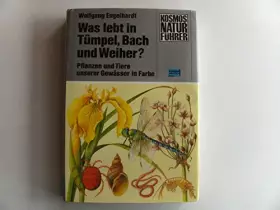 Wolfgang Engelhardt
Was lebt in
Tümpel, Bach
und Weiher?
Pflanzen und Tiere
unserer Gewässer in Farbe
KOSMOS
NATUR
FÜHRER